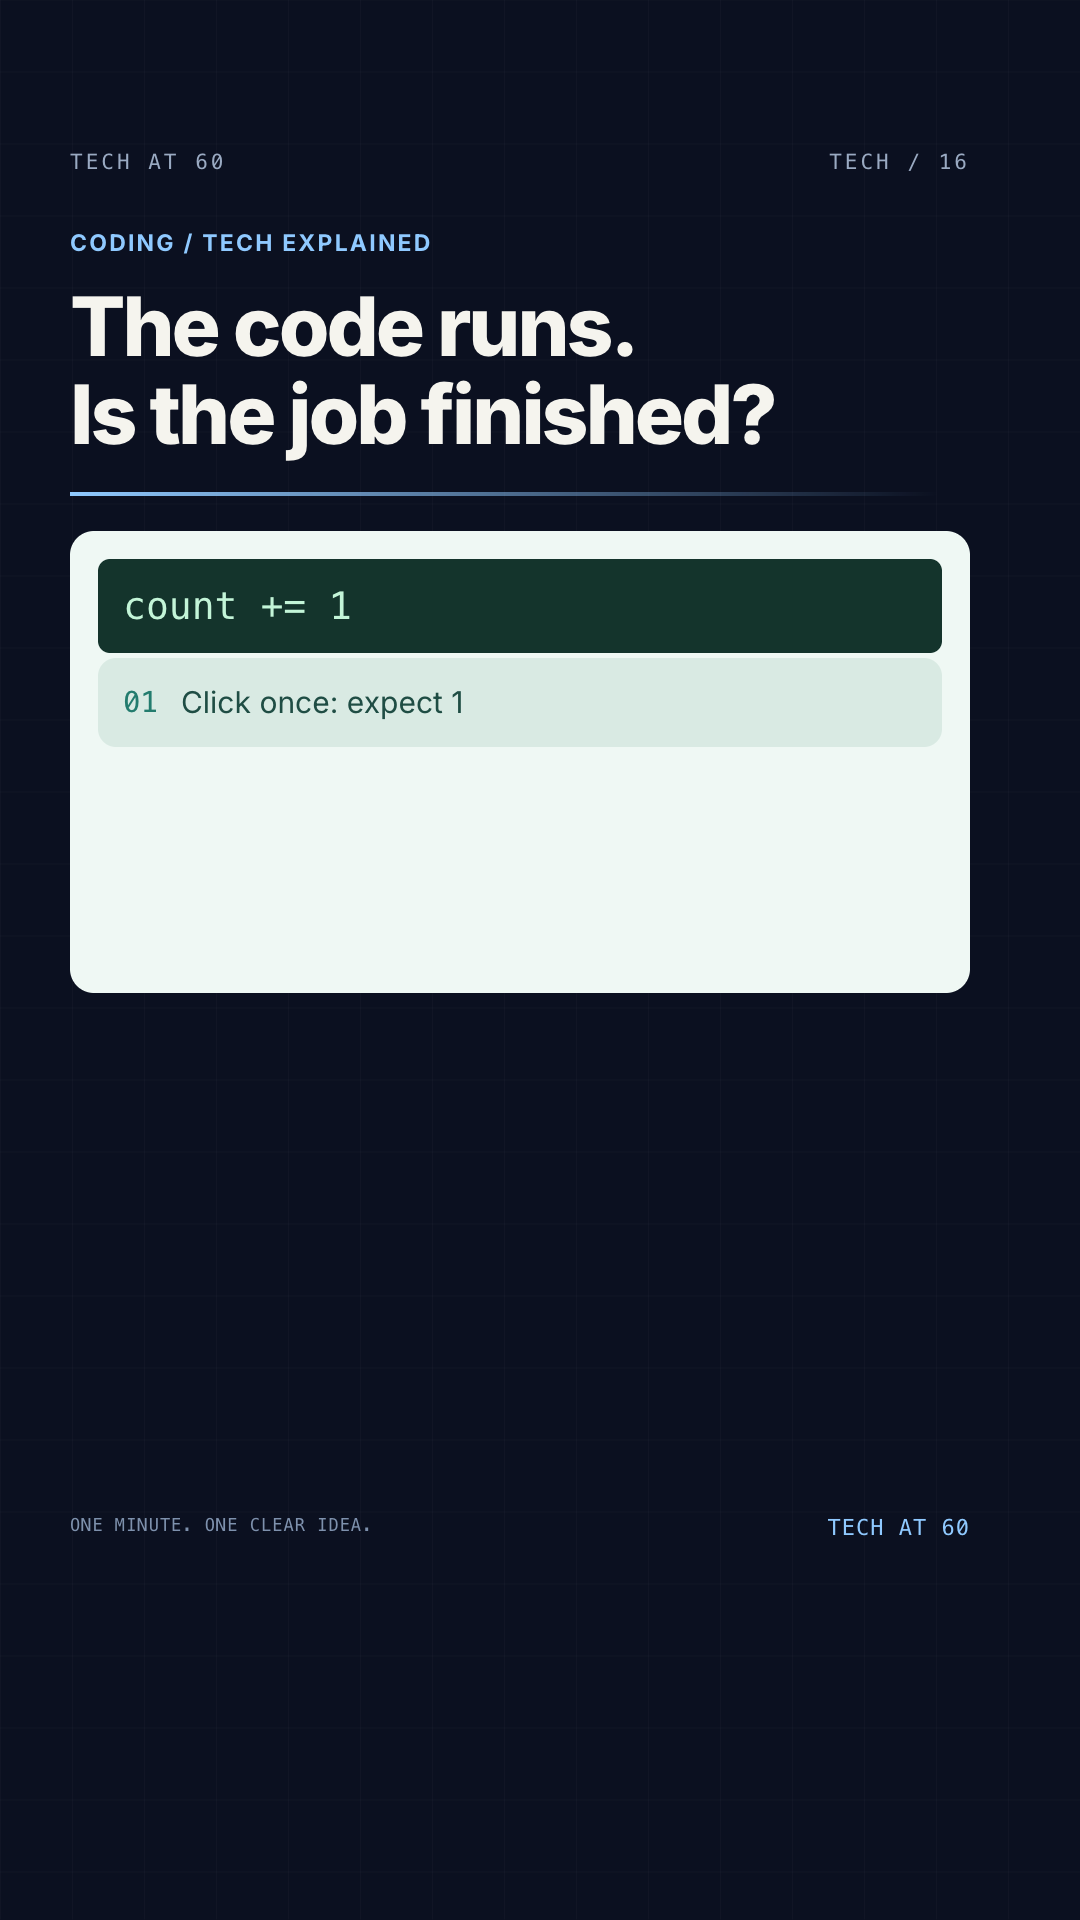 TECH AT 60
TECH / 16
CODING / TECH EXPLAINED
The code runs.
Is the job finished?
count += 1
01 Click once: expect 1
ONE MINUTE. ONE CLEAR IDEA.
TECH AT 60